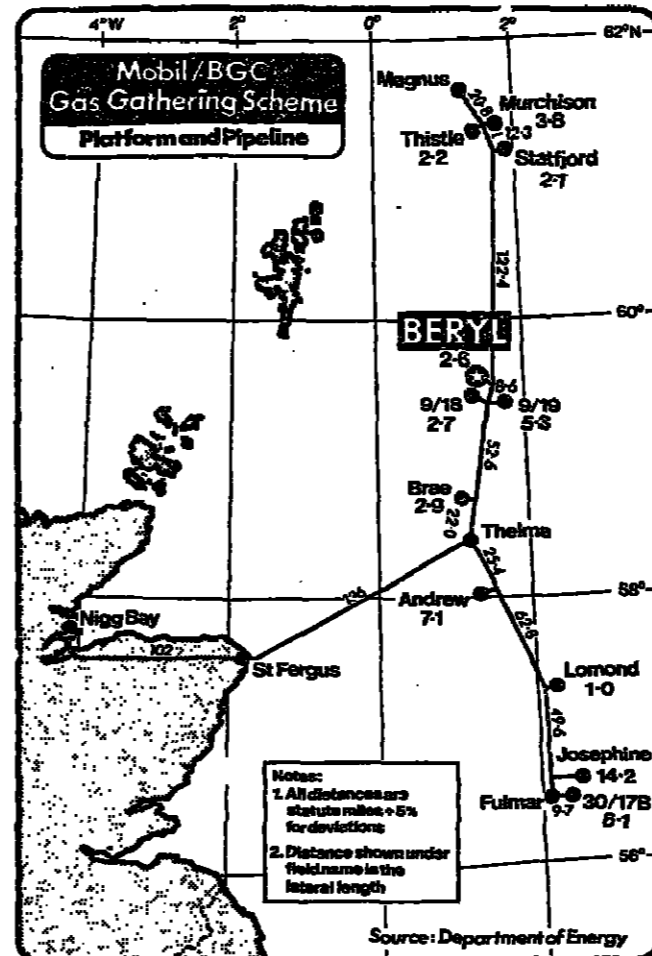 4°W
2°
0°
2°
62°N
Mobil/BGC
Gas Gathering Scheme
Platform and Pipeline
Magnus
20·8
Murchison
3·8
Thistle
2·2
12·3
Statfjord
2·1
122·4
60°
BERYL
2·6
8·6
9/18
2·7
9/19
5·3
52·6
Brae
2·9
22·0
Thelma
25·4
Andrew
7·1
58°
62·8
Nigg Bay
102
St Fergus
Lomond
1·0
49·6
Josephine
14·2
Fulmar
9·7
30/17B
6·1
56°
Notes:
1. All distances are
statute miles +5%
for deviations
2. Distance shown under
field name is the
lateral length
Source: Department of Energy